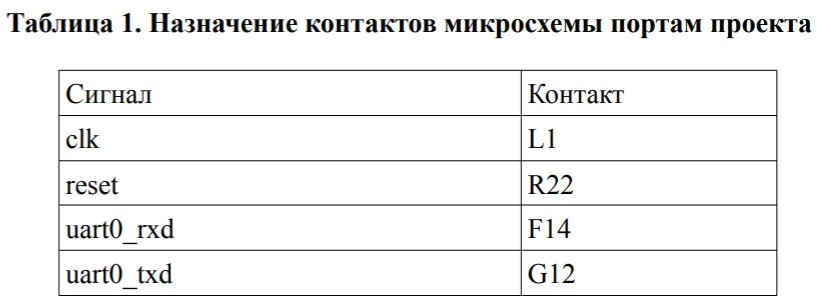 Таблица 1. Назначение контактов микросхемы портам проекта
Сигнал Контакт
clk L1
reset R22
uart0_rxd F14
uart0_txd G12